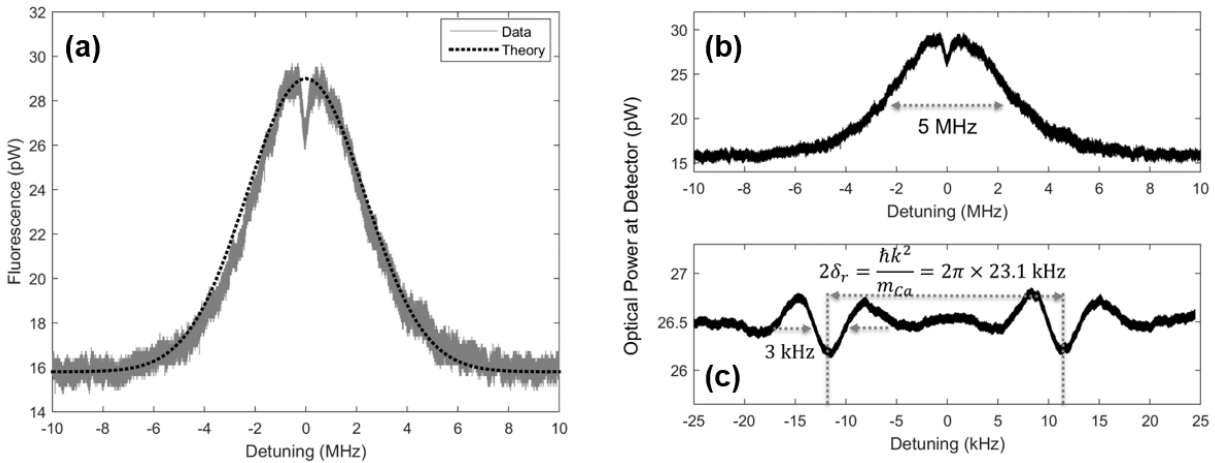 (a)
Data
Theory
32
30
28
26
24
22
20
18
16
14
Fluorescence (pW)
-10 -8 -6 -4 -2 0 2 4 6 8 10
Detuning (MHz)
Optical Power at Detector (pW)
(b)
30
25
20
15
5 MHz
-10 -8 -6 -4 -2 0 2 4 6 8 10
Detuning (MHz)
27
26.5
26
2δ_r = ħk²/m_Ca = 2π × 23.1 kHz
3 kHz
(c)
-25 -20 -15 -10 -5 0 5 10 15 20 25
Detuning (kHz)